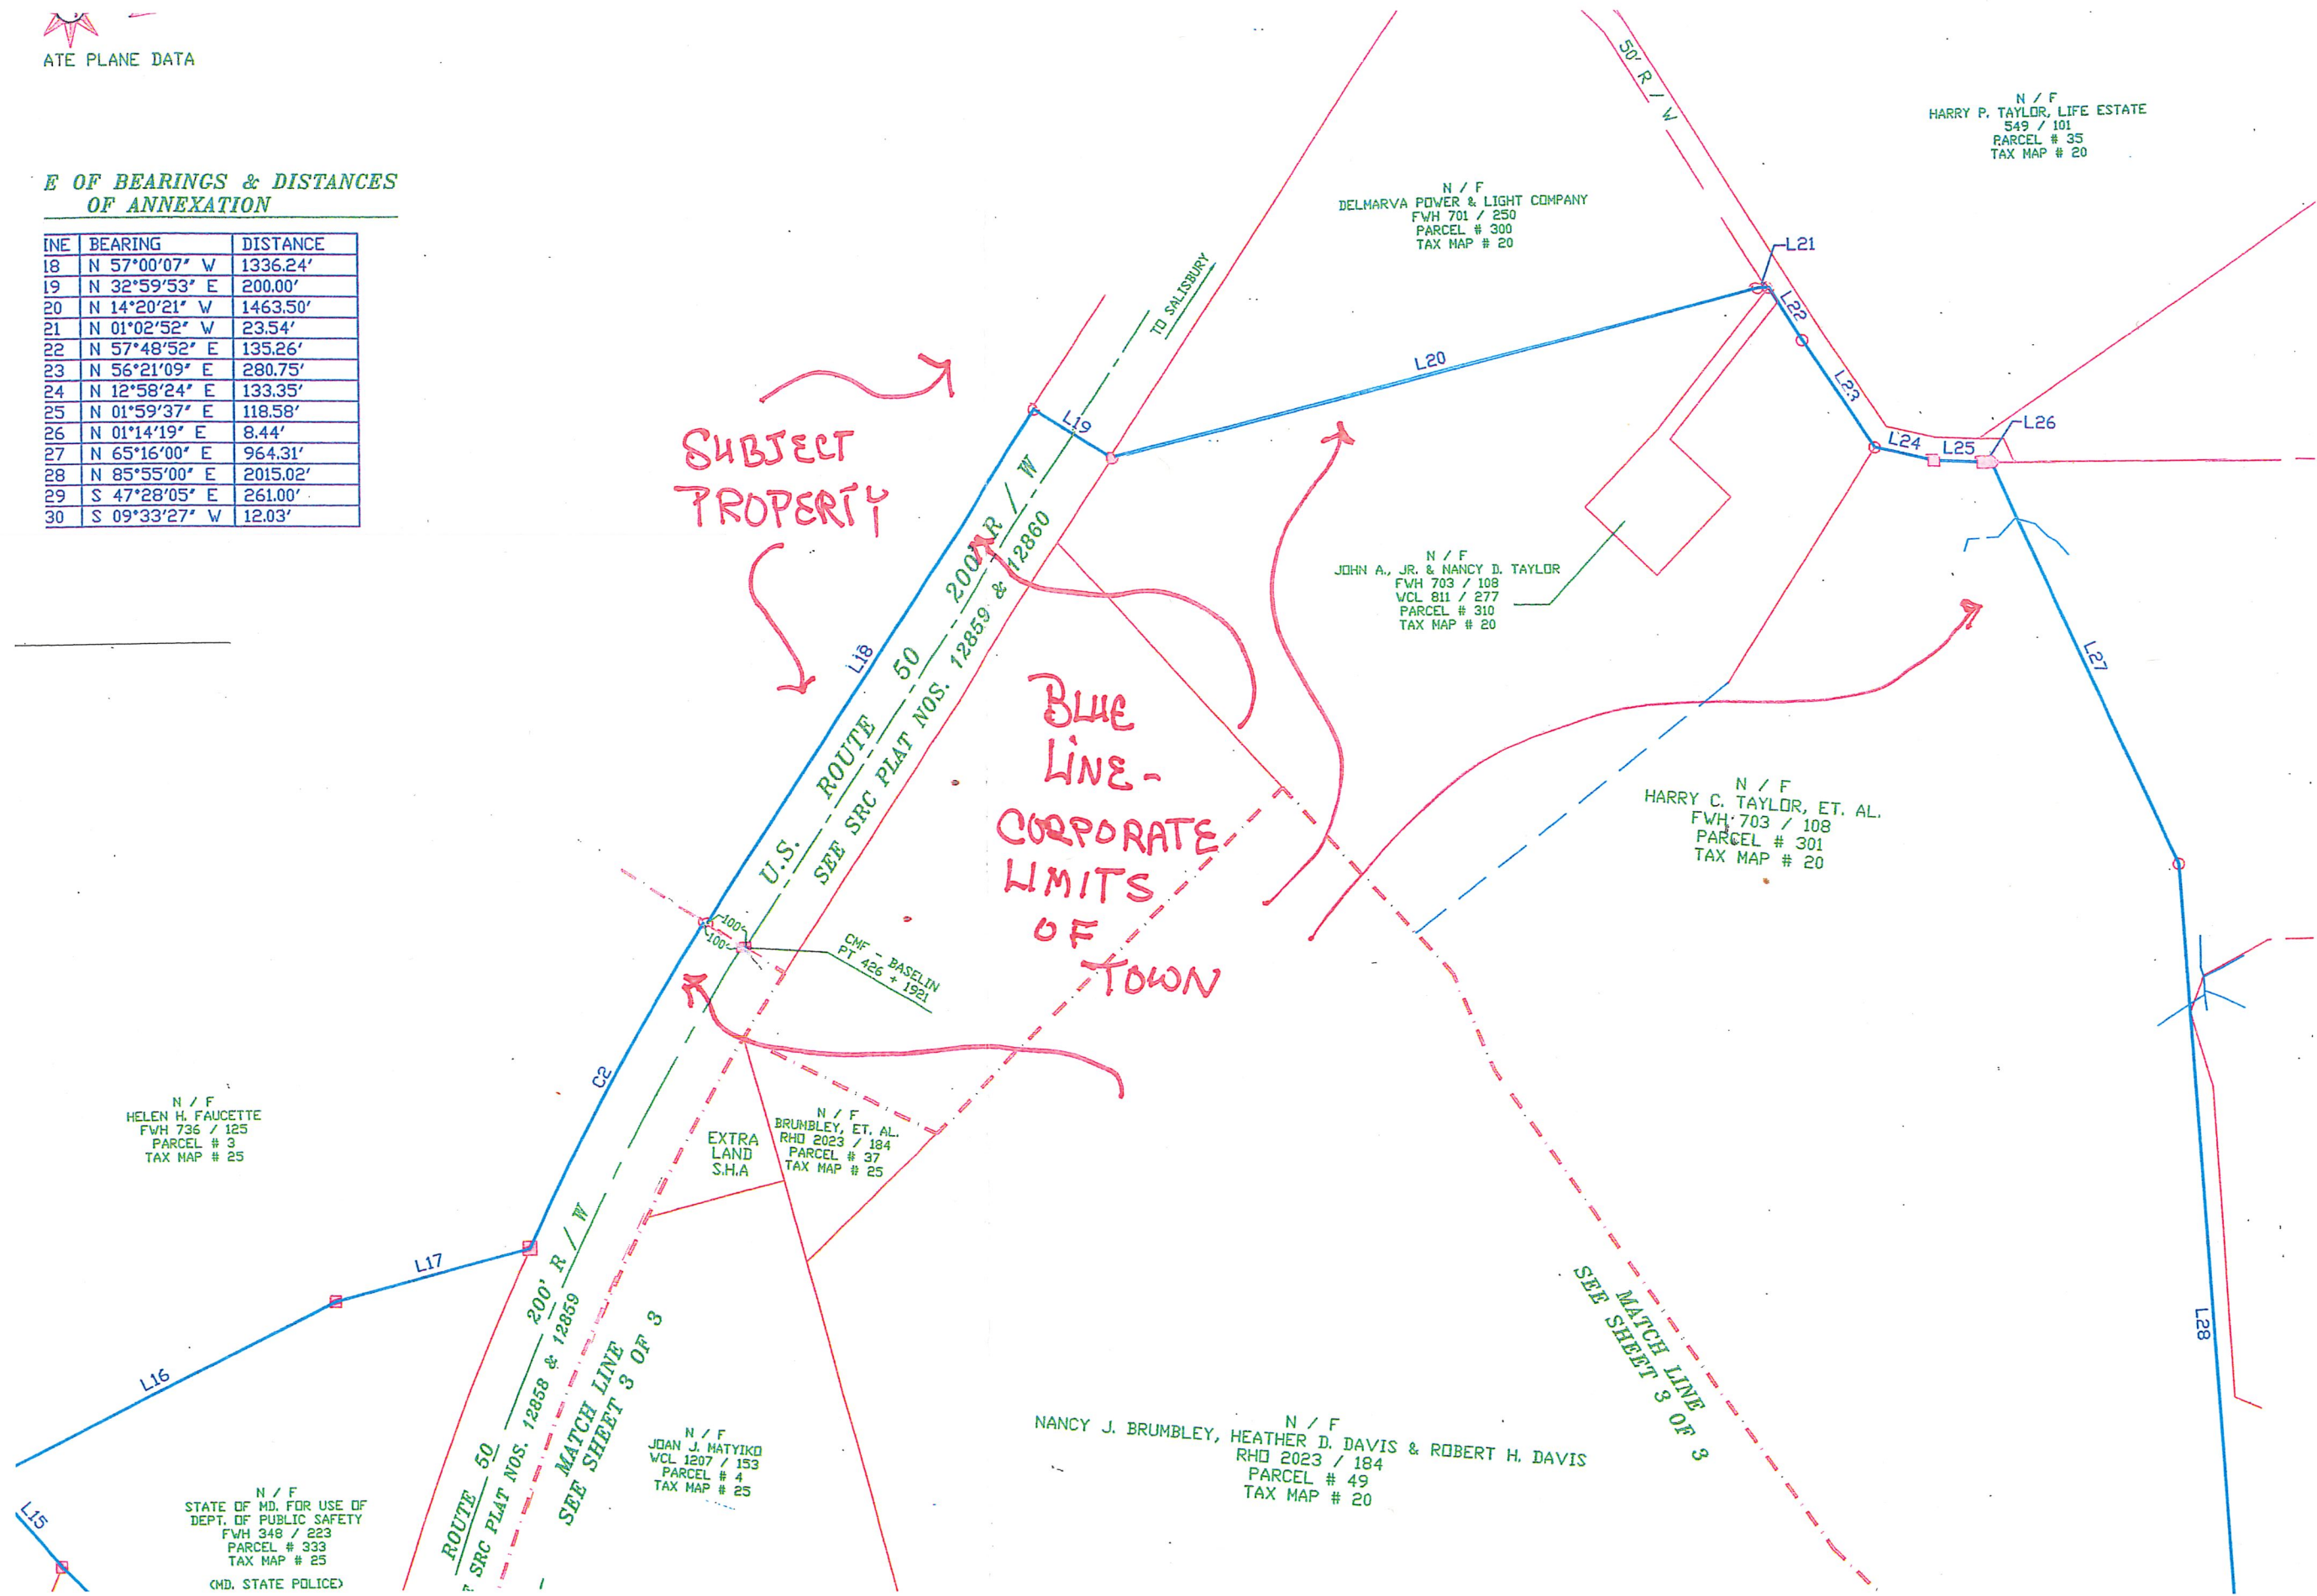 ATE PLANE DATA
E OF BEARINGS & DISTANCES
OF ANNEXATION
INE BEARING DISTANCE
18 N 57°00'07" W 1336.24'
19 N 32°59'53" E 200.00'
20 N 14°20'21" W 1463.50'
21 N 01°02'52" W 23.54'
22 N 57°48'52" E 135.26'
23 N 56°21'09" E 280.75'
24 N 12°58'24" E 133.35'
25 N 01°59'37" E 118.58'
26 N 01°14'19" E 8.44'
27 N 65°16'00" E 964.31'
28 N 85°55'00" E 2015.02'
29 S 47°28'05" E 261.00'
30 S 09°33'27" W 12.03'
50' R / W
N / F
HARRY P. TAYLOR, LIFE ESTATE
549 / 101
PARCEL # 35
TAX MAP # 20
N / F
DELMARVA POWER & LIGHT COMPANY
FWH 701 / 250
PARCEL # 300
TAX MAP # 20
TO SALISBURY
L21
L22
L20
L23
L19
L24
L25
L26
SUBJECT
PROPERTY
N / F
JOHN A., JR. & NANCY D. TAYLOR
FWH 703 / 108
WCL 811 / 277
PARCEL # 310
TAX MAP # 20
L18
U.S. ROUTE 50 200' R / W
SEE SRC PLAT NOS. 12859 & 12860
L27
BLUE
LINE-
CORPORATE
LIMITS
OF
TOWN
N / F
HARRY C. TAYLOR, ET. AL.
FWH 703 / 108
PARCEL # 301
TAX MAP # 20
100'
100'
CMF - BASELIN
PT 426 + 1921
C2
N / F
HELEN H. FAUCETTE
FWH 736 / 125
PARCEL # 3
TAX MAP # 25
EXTRA
LAND
S.H.A
N / F
BRUMBLEY, ET. AL.
RHO 2023 / 184
PARCEL # 37
TAX MAP # 25
L17
L16
L15
ROUTE 50 200' R / W
SRC PLAT NOS. 12858 & 12859
MATCH LINE
SEE SHEET 3 OF 3
MATCH LINE
SEE SHEET 3 OF 3
L28
N / F
JOAN J. MATYIKO
WCL 1207 / 153
PARCEL # 4
TAX MAP # 25
N / F
NANCY J. BRUMBLEY, HEATHER D. DAVIS & ROBERT H. DAVIS
RHO 2023 / 184
PARCEL # 49
TAX MAP # 20
N / F
STATE OF MD. FOR USE OF
DEPT. OF PUBLIC SAFETY
FWH 348 / 223
PARCEL # 333
TAX MAP # 25
(MD. STATE POLICE)